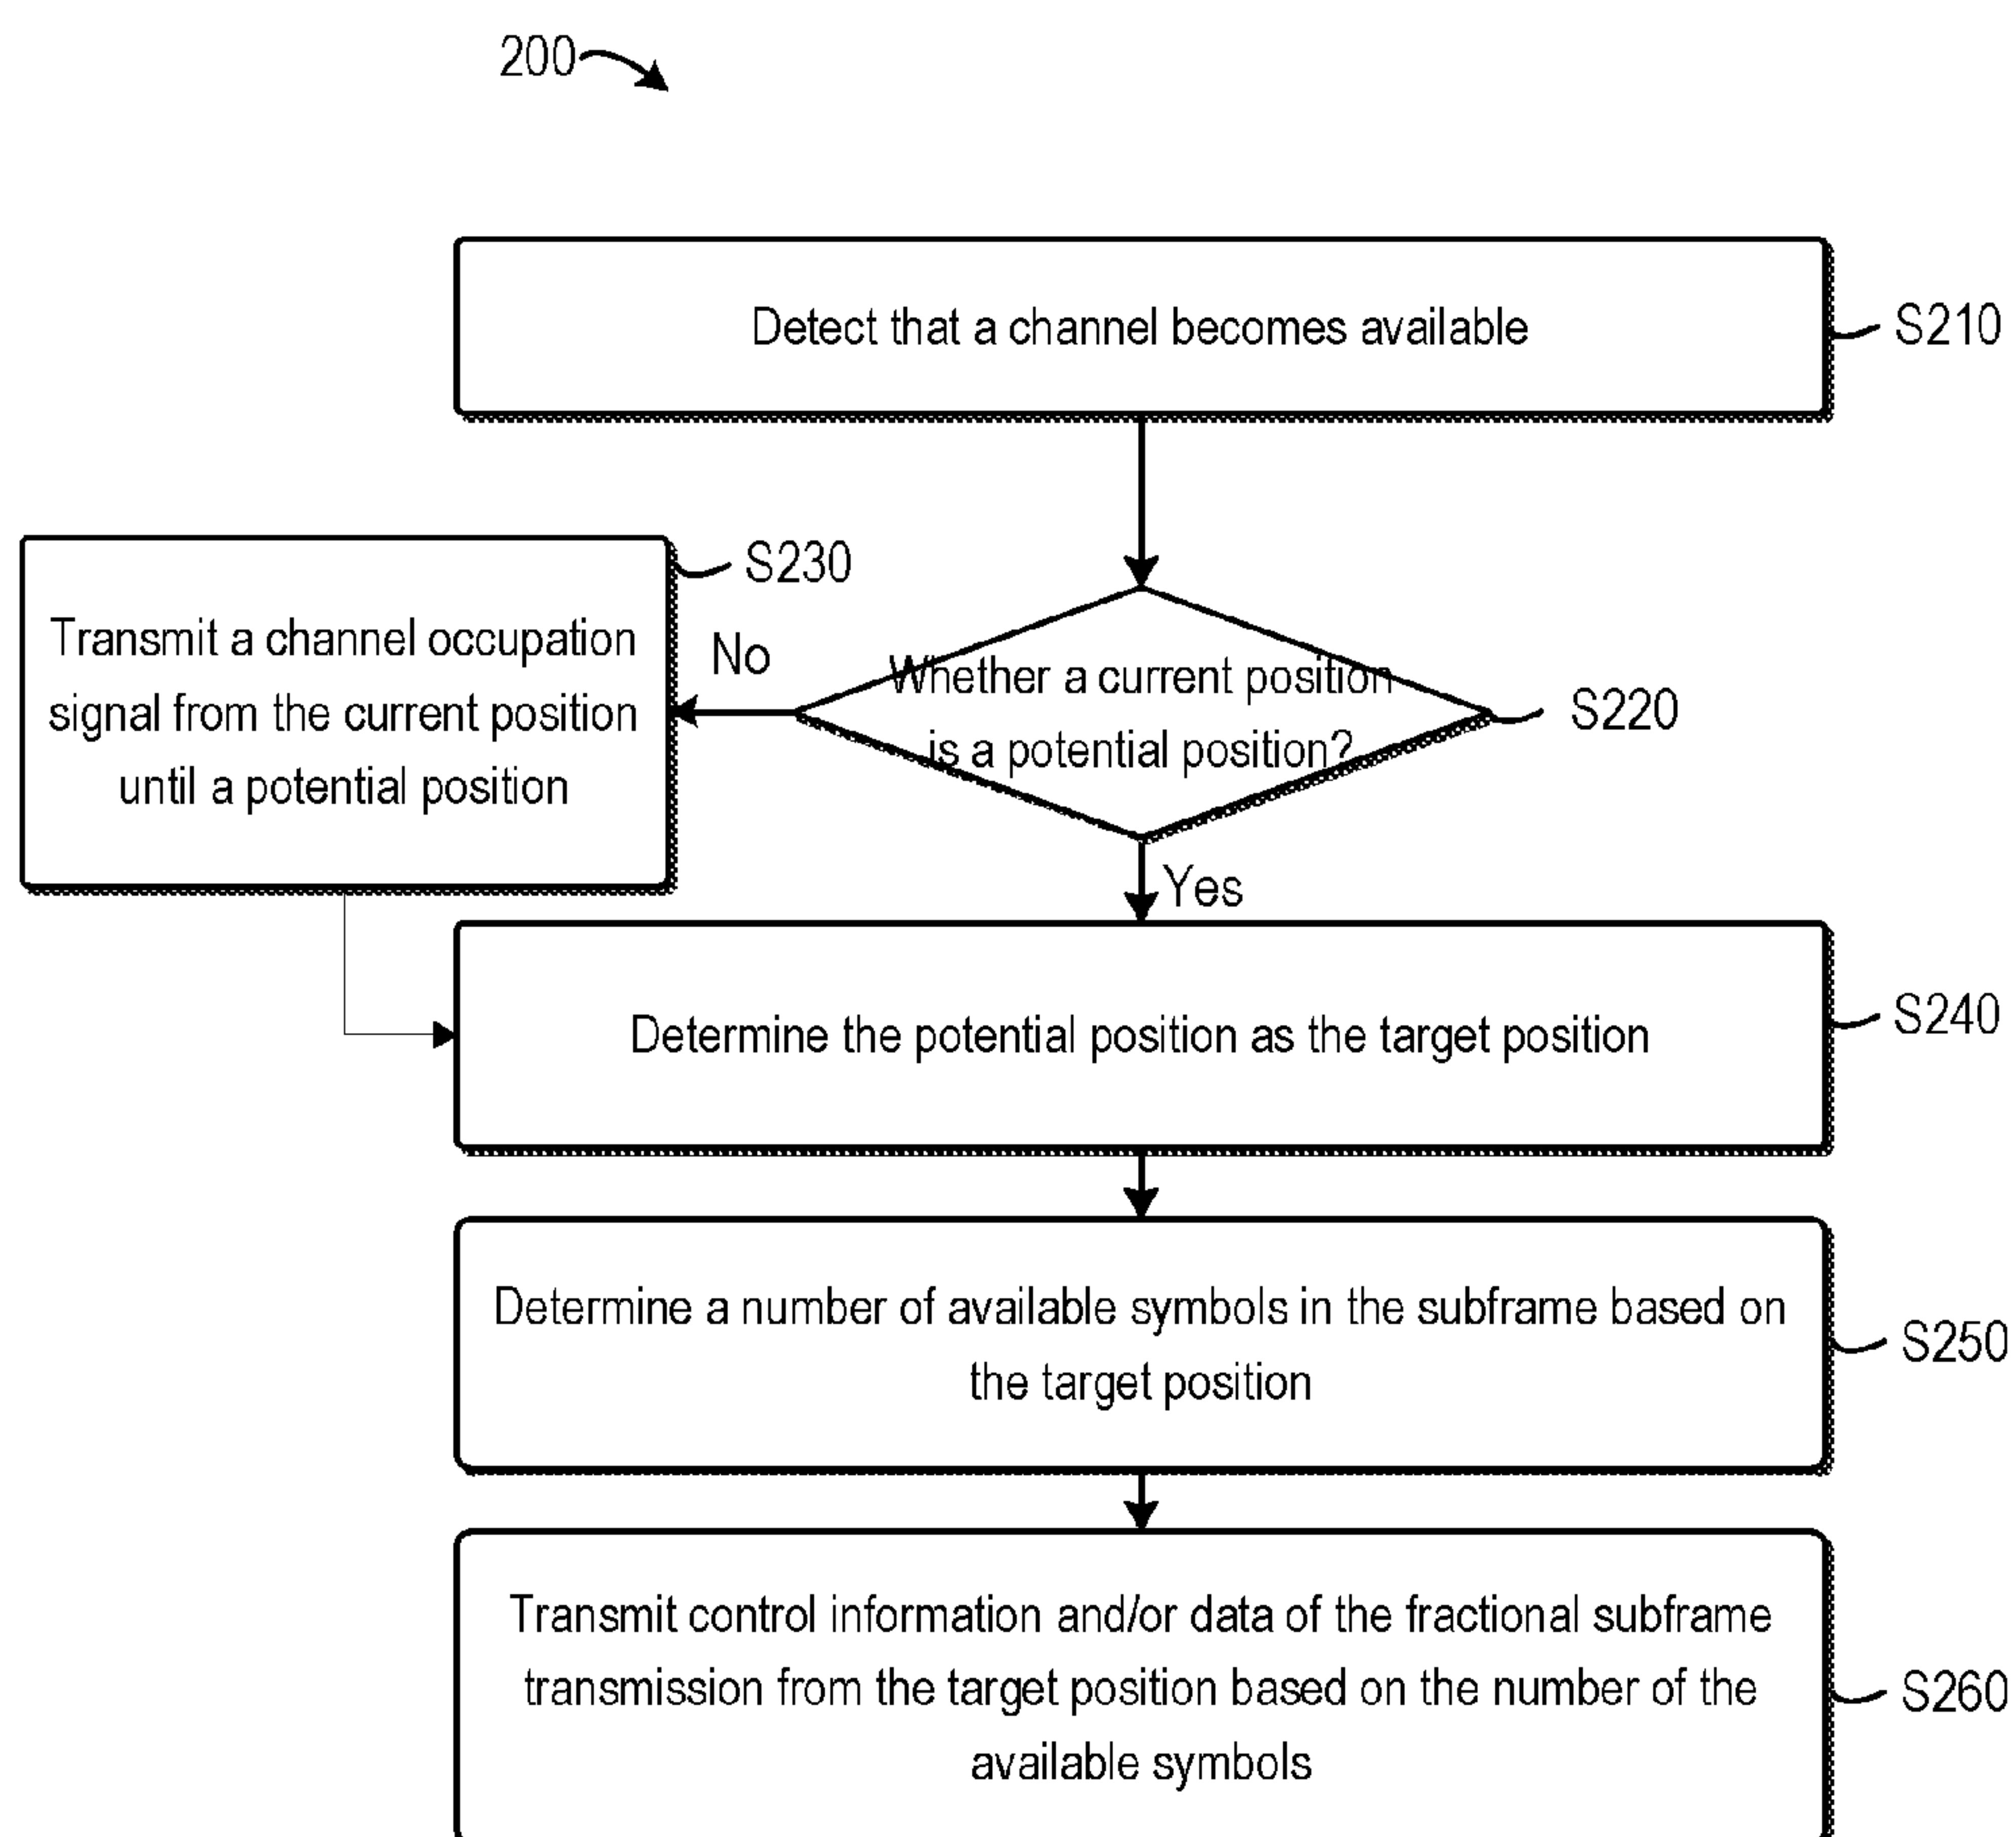 200
Detect that a channel becomes available
S210
S230
Transmit a channel occupation
signal from the current position
until a potential position
No
Whether a current position
is a potential position?
S220
Yes
Determine the potential position as the target position
S240
Determine a number of available symbols in the subframe based on
the target position
S250
Transmit control information and/or data of the fractional subframe
transmission from the target position based on the number of the
available symbols
S260